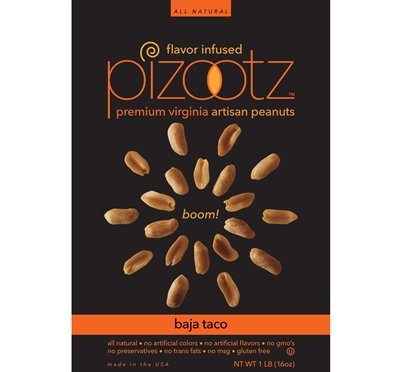 ALL NATURAL
flavor infused
pizootz™
premium virginia artisan peanuts
boom!
baja taco
all natural • no artificial colors • no artificial flavors • no gmo's
no preservatives • no trans fats • no msg • gluten free U
made in the USA
NET WT 1 LB (16oz)